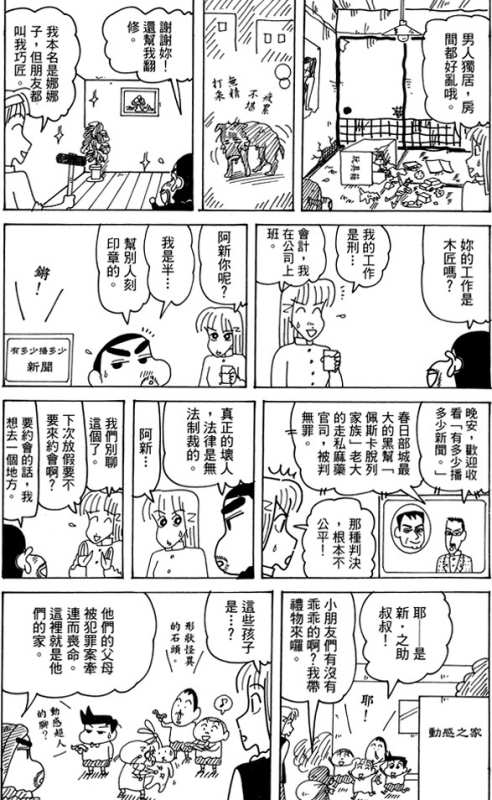 男人獨居，房
間都好亂哦。
玩具箱
疲累
不堪
無精
打采
謝謝妳！
還幫我翻
修。
我本名是娜娜
子，但朋友都
叫我巧匠。
妳的工作是
木匠嗎？
我的工作
是刑…
會計，我
在公司上
班。
阿新你呢？
我是半…
幫別人刻
印章的。
鏘！
有多少播多少
新聞
晚安，歡迎收
看「有多少播
多少新聞。」
春日部城最
大的黑幫「
佩斯卡脫列
家族」老大
的走私麻藥
官司，被判
無罪。
那種判決
，根本不
公平！
真正的壞人
，法律是無
法制裁的。
阿新…
我們別聊
這個了。
下次放假要不
要來約會啊？
要約會的話，我
想去一個地方。
動感之家
耶！
耶——是
新·之助
叔叔！
小朋友們有沒有
乖乖的啊？我帶
禮物來囉。
這些孩子
是…？
形狀怪異
的石頭。
他們的父母
被犯罪案牽
連而喪命。
這裡就是他
們的家。
動感超人